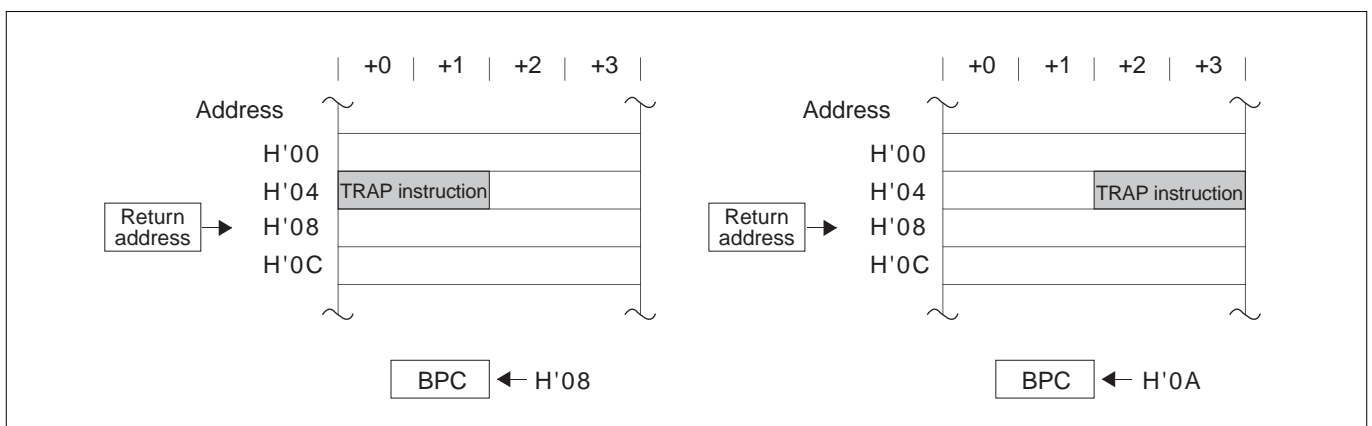 +0 +1 +2 +3
Address
H'00
H'04 TRAP instruction
Return
address
H'08
H'0C
BPC H'08
+0 +1 +2 +3
Address
H'00
H'04 TRAP instruction
Return
address
H'08
H'0C
BPC H'0A